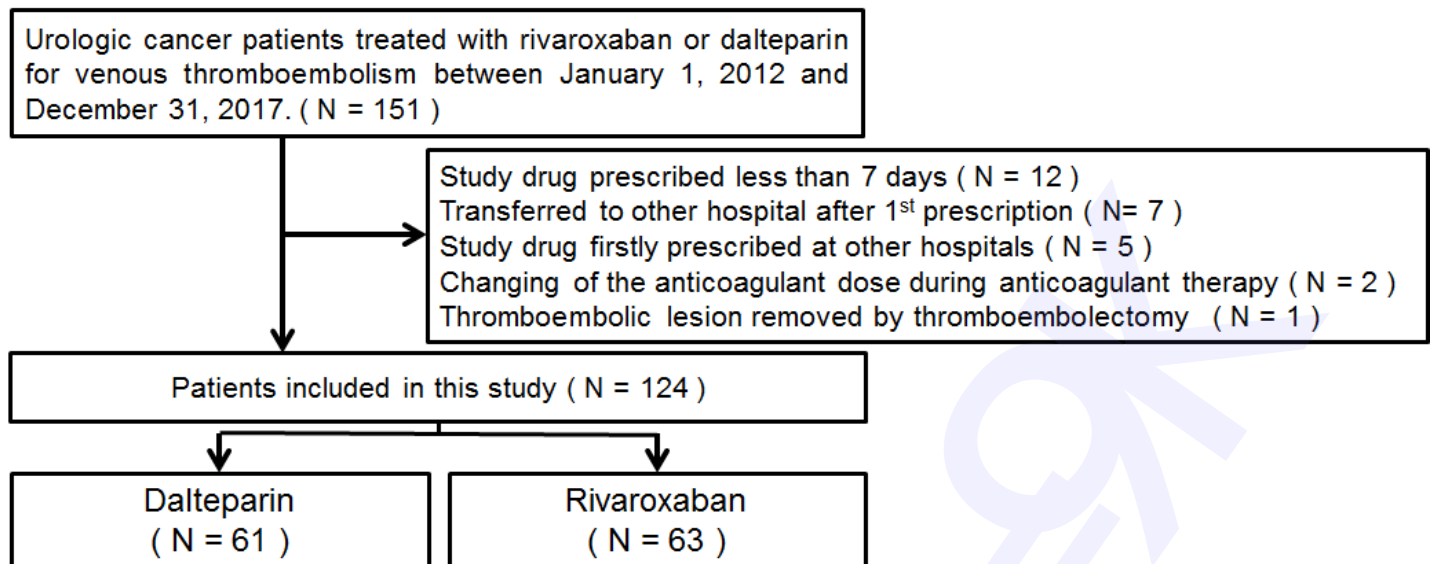 Urologic cancer patients treated with rivaroxaban or dalteparin
for venous thromboembolism between January 1, 2012 and
December 31, 2017. ( N = 151 )
Study drug prescribed less than 7 days ( N = 12 )
Transferred to other hospital after 1st prescription ( N= 7 )
Study drug firstly prescribed at other hospitals ( N = 5 )
Changing of the anticoagulant dose during anticoagulant therapy ( N = 2 )
Thromboembolic lesion removed by thromboembolectomy ( N = 1 )
Patients included in this study ( N = 124 )
Dalteparin
( N = 61 )
Rivaroxaban
( N = 63 )